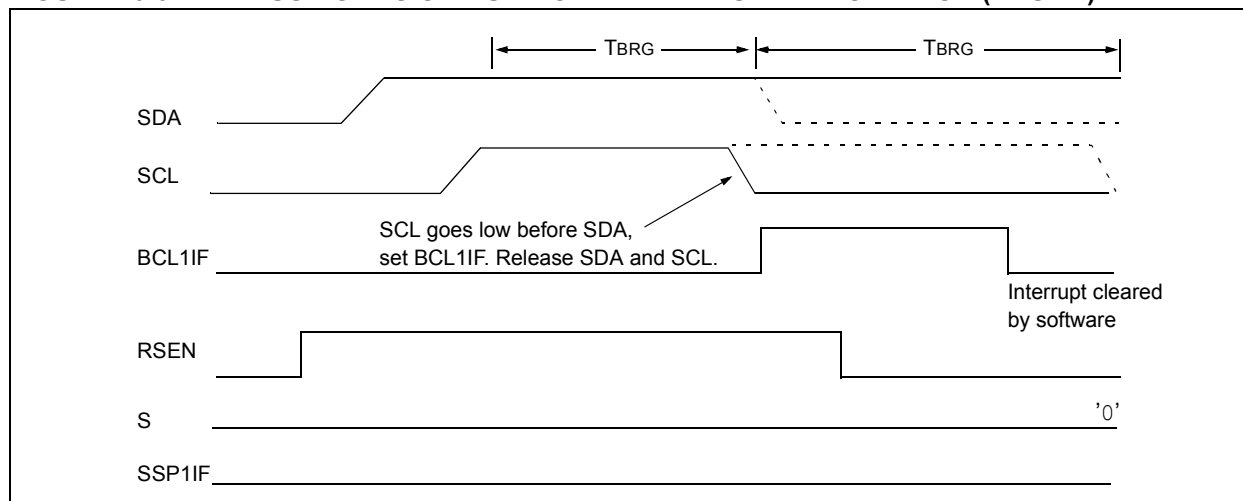 TBRG
TBRG
SDA
SCL
SCL goes low before SDA,
set BCL1IF. Release SDA and SCL.
BCL1IF
Interrupt cleared
by software
RSEN
S
'0'
SSP1IF